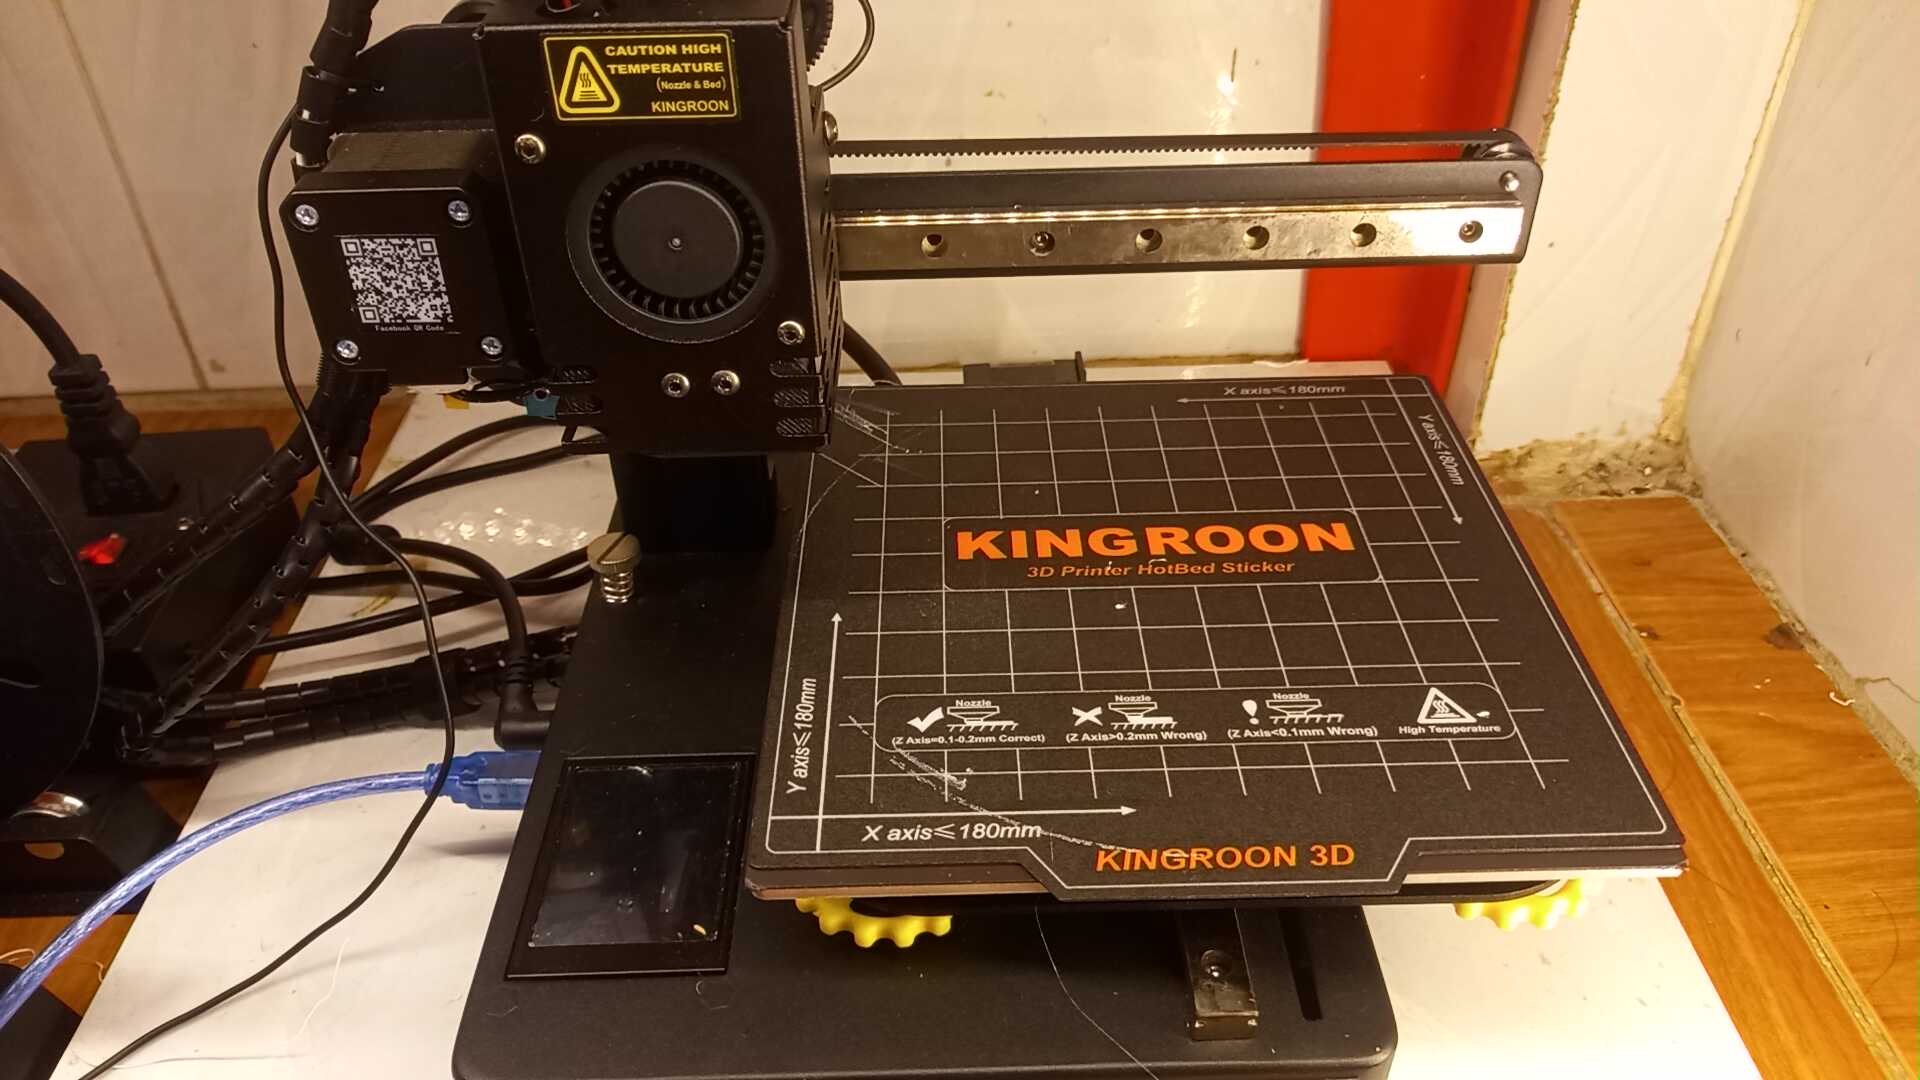 CAUTION HIGH
TEMPERATURE
(Nozzle & Bed)
KINGROON
Facebook QR Code
X axis≤180mm
Y axis≤180mm
KINGROON
3D Printer HotBed Sticker
Y axis≤180mm
Nozzle
(Z Axis=0.1-0.2mm Correct)
Nozzle
(Z Axis>0.2mm Wrong)
Nozzle
(Z Axis<0.1mm Wrong)
High Temperature
X axis≤180mm
KINGROON 3D